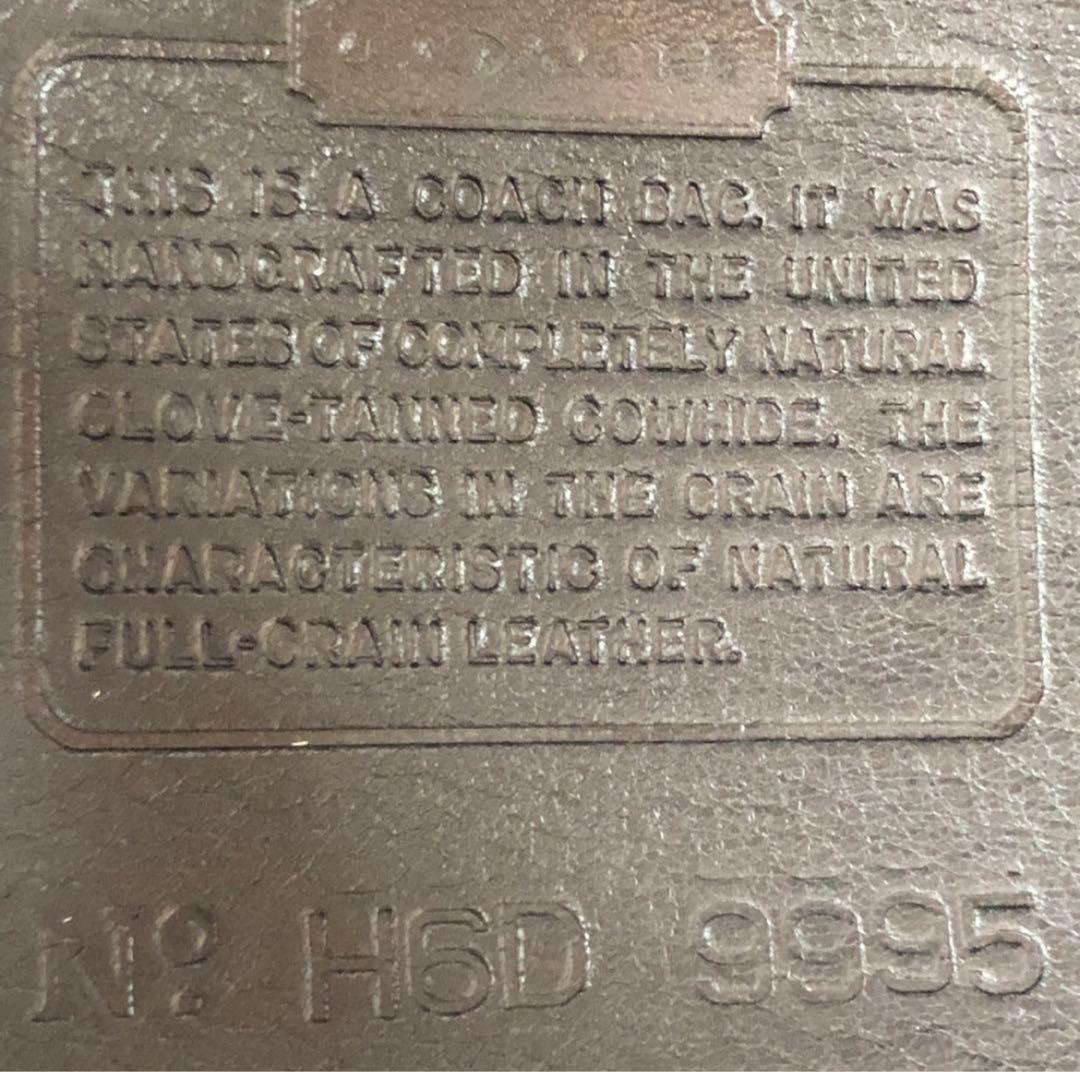 THIS IS A COACH BAG. IT WAS
HANDCRAFTED IN THE UNITED
STATES OF COMPLETELY NATURAL
GLOVE-TANNED COWHIDE. THE
VARIATIONS IN THE GRAIN ARE
CHARACTERISTIC OF NATURAL
FULL-GRAIN LEATHER.
Nº H6D 9995